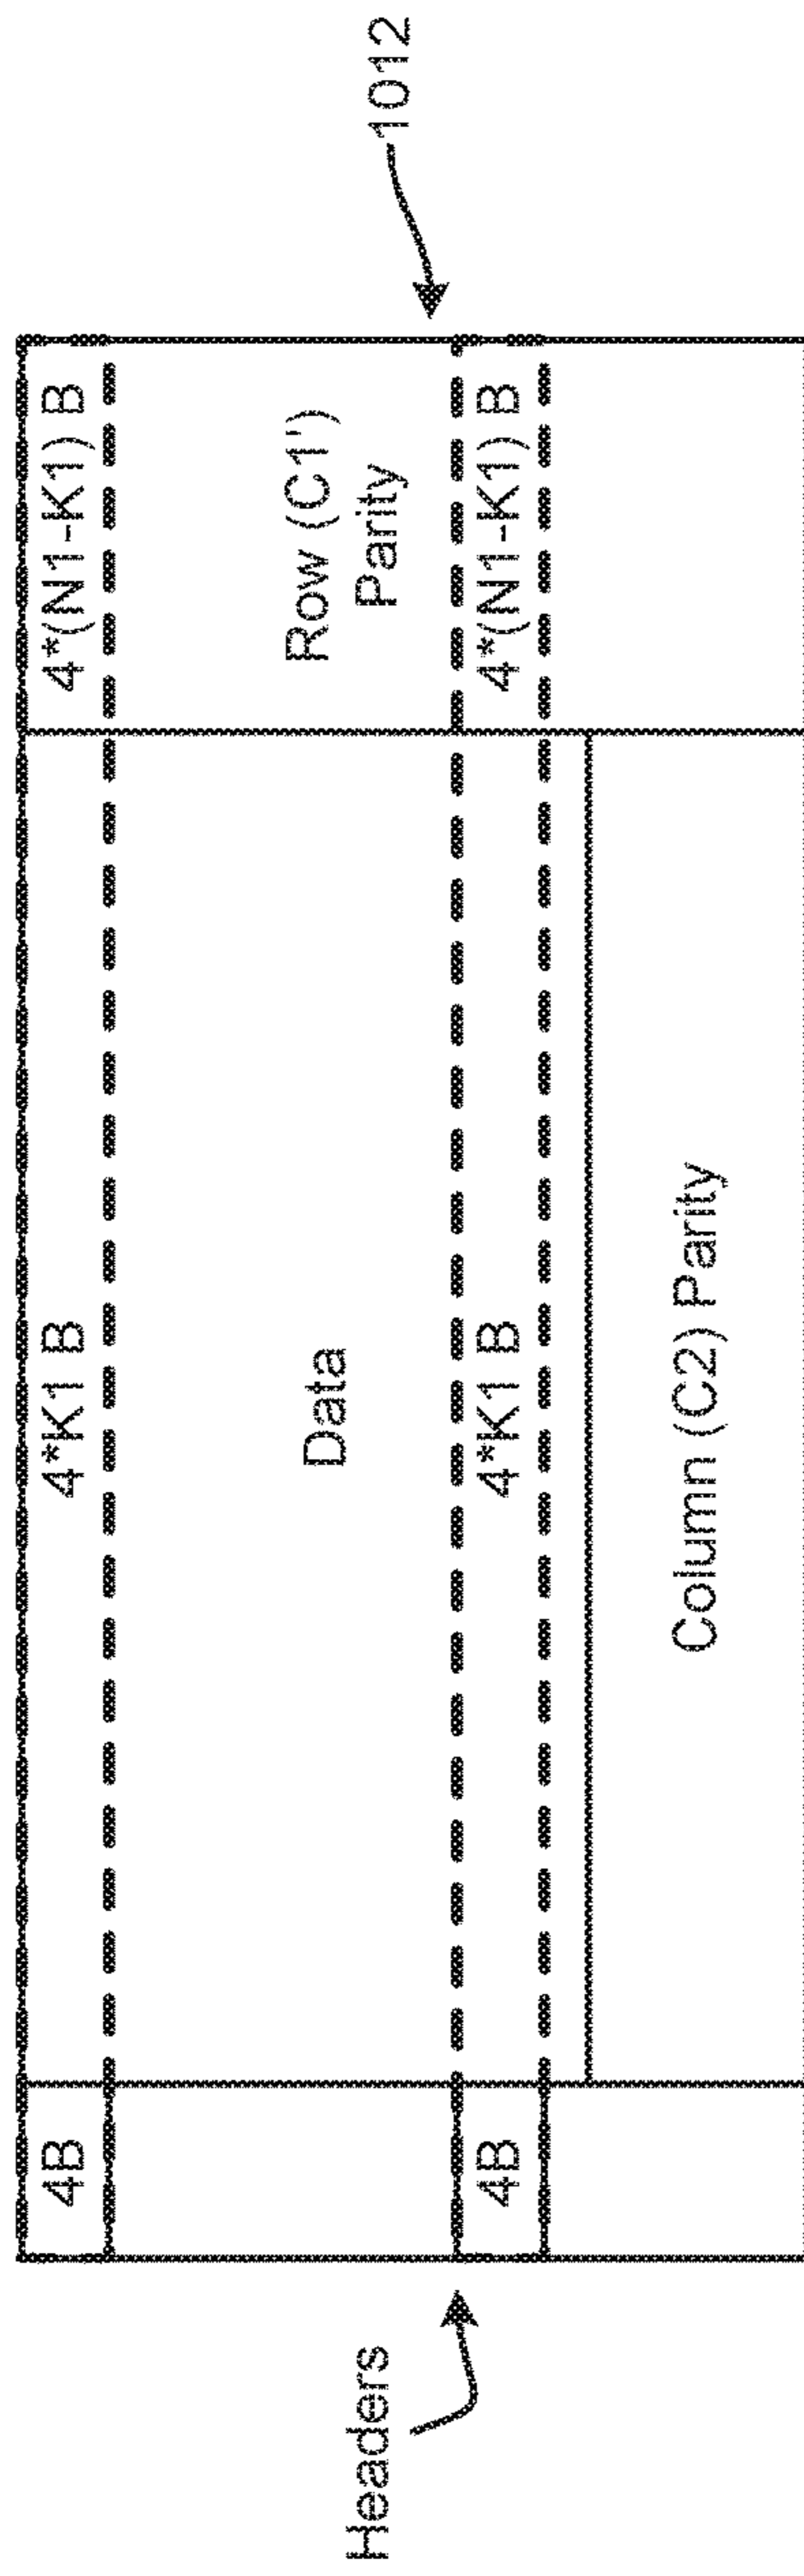 4B
4*K1 B
4*(N1-K1) B
1012
Headers
Data
Row (C1')
Parity
4B
4*K1 B
4*(N1-K1) B
Column (C2) Parity